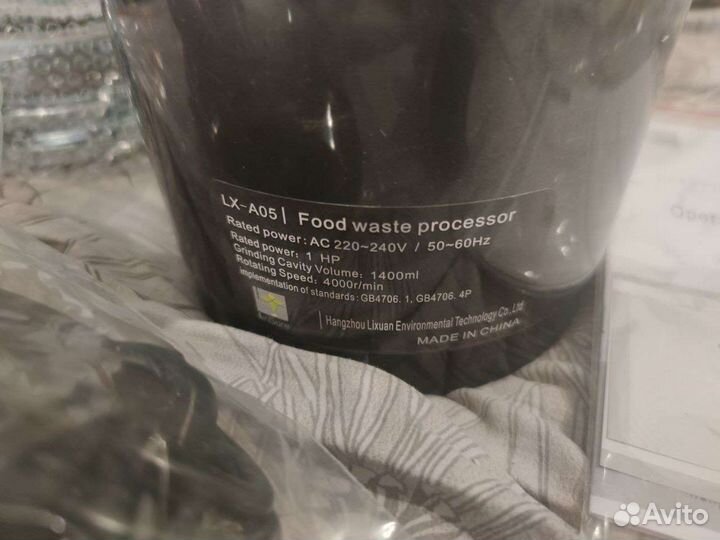 LX-A05 | Food waste processor
Rated power: AC 220~240V / 50~60Hz
Rated power: 1 HP
Grinding Cavity Volume: 1400ml
Rotating Speed: 4000r/min
implementation of standards: GB4706. 1, GB4706. 4P
Hangzhou Lixuan Environmental Technology Co., Ltd
MADE IN CHINA
Avito